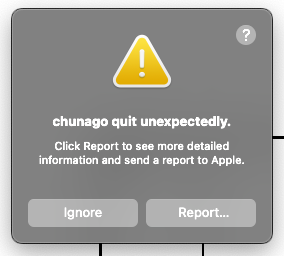 ?
chunago quit unexpectedly.
Click Report to see more detailed
information and send a report to Apple.
Ignore
Report...